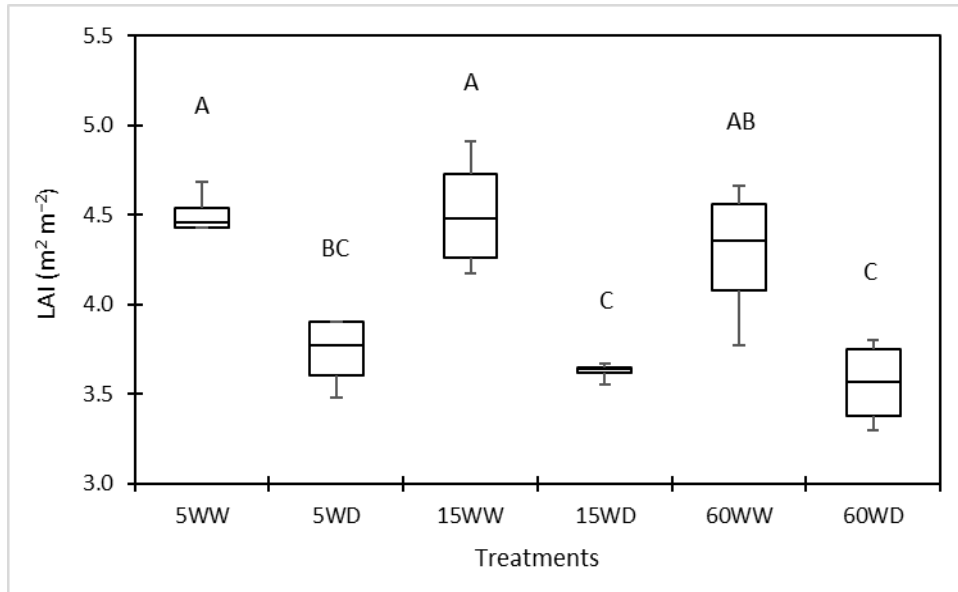 5.5
5.0
4.5
4.0
3.5
3.0
LAI (m² m⁻²)
A
BC
A
C
AB
C
5WW 5WD 15WW 15WD 60WW 60WD
Treatments